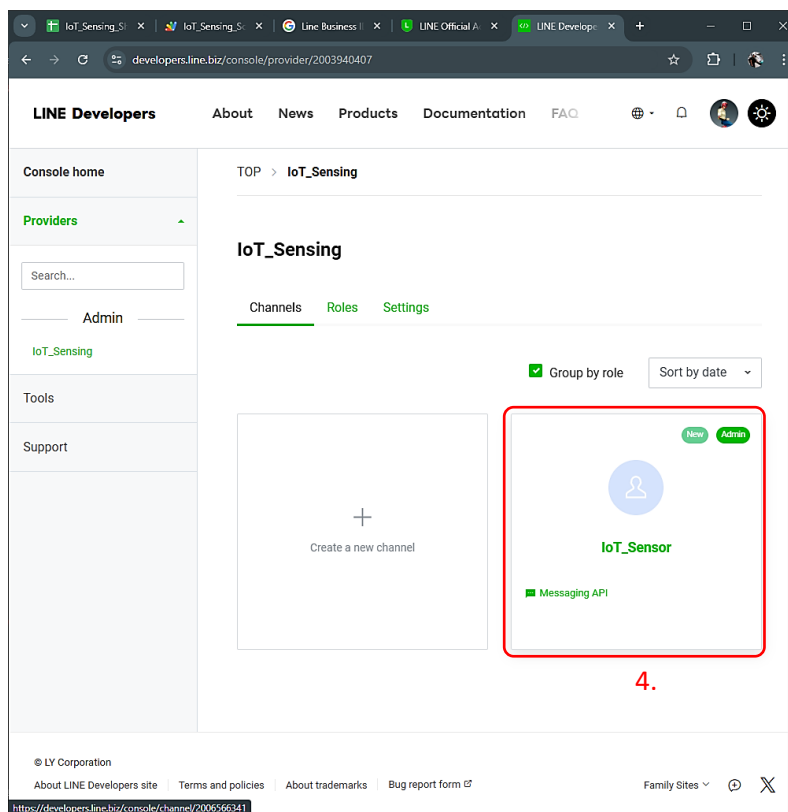 IoT_Sensing_S
IoT_Sensing_Sc
Line Business I
LINE Official A
LINE Develope
developers.line.biz/console/provider/2003940407
LINE Developers
About News Products Documentation FAQ
Console home
TOP > IoT_Sensing
Providers
IoT_Sensing
Search...
Channels Roles Settings
Admin
IoT_Sensing
Group by role Sort by date
Tools
New Admin
Support
Create a new channel
IoT_Sensor
Messaging API
4.
© LY Corporation
About LINE Developers site Terms and policies About trademarks Bug report form Family Sites
https://developers.line.biz/console/channel/2006566341